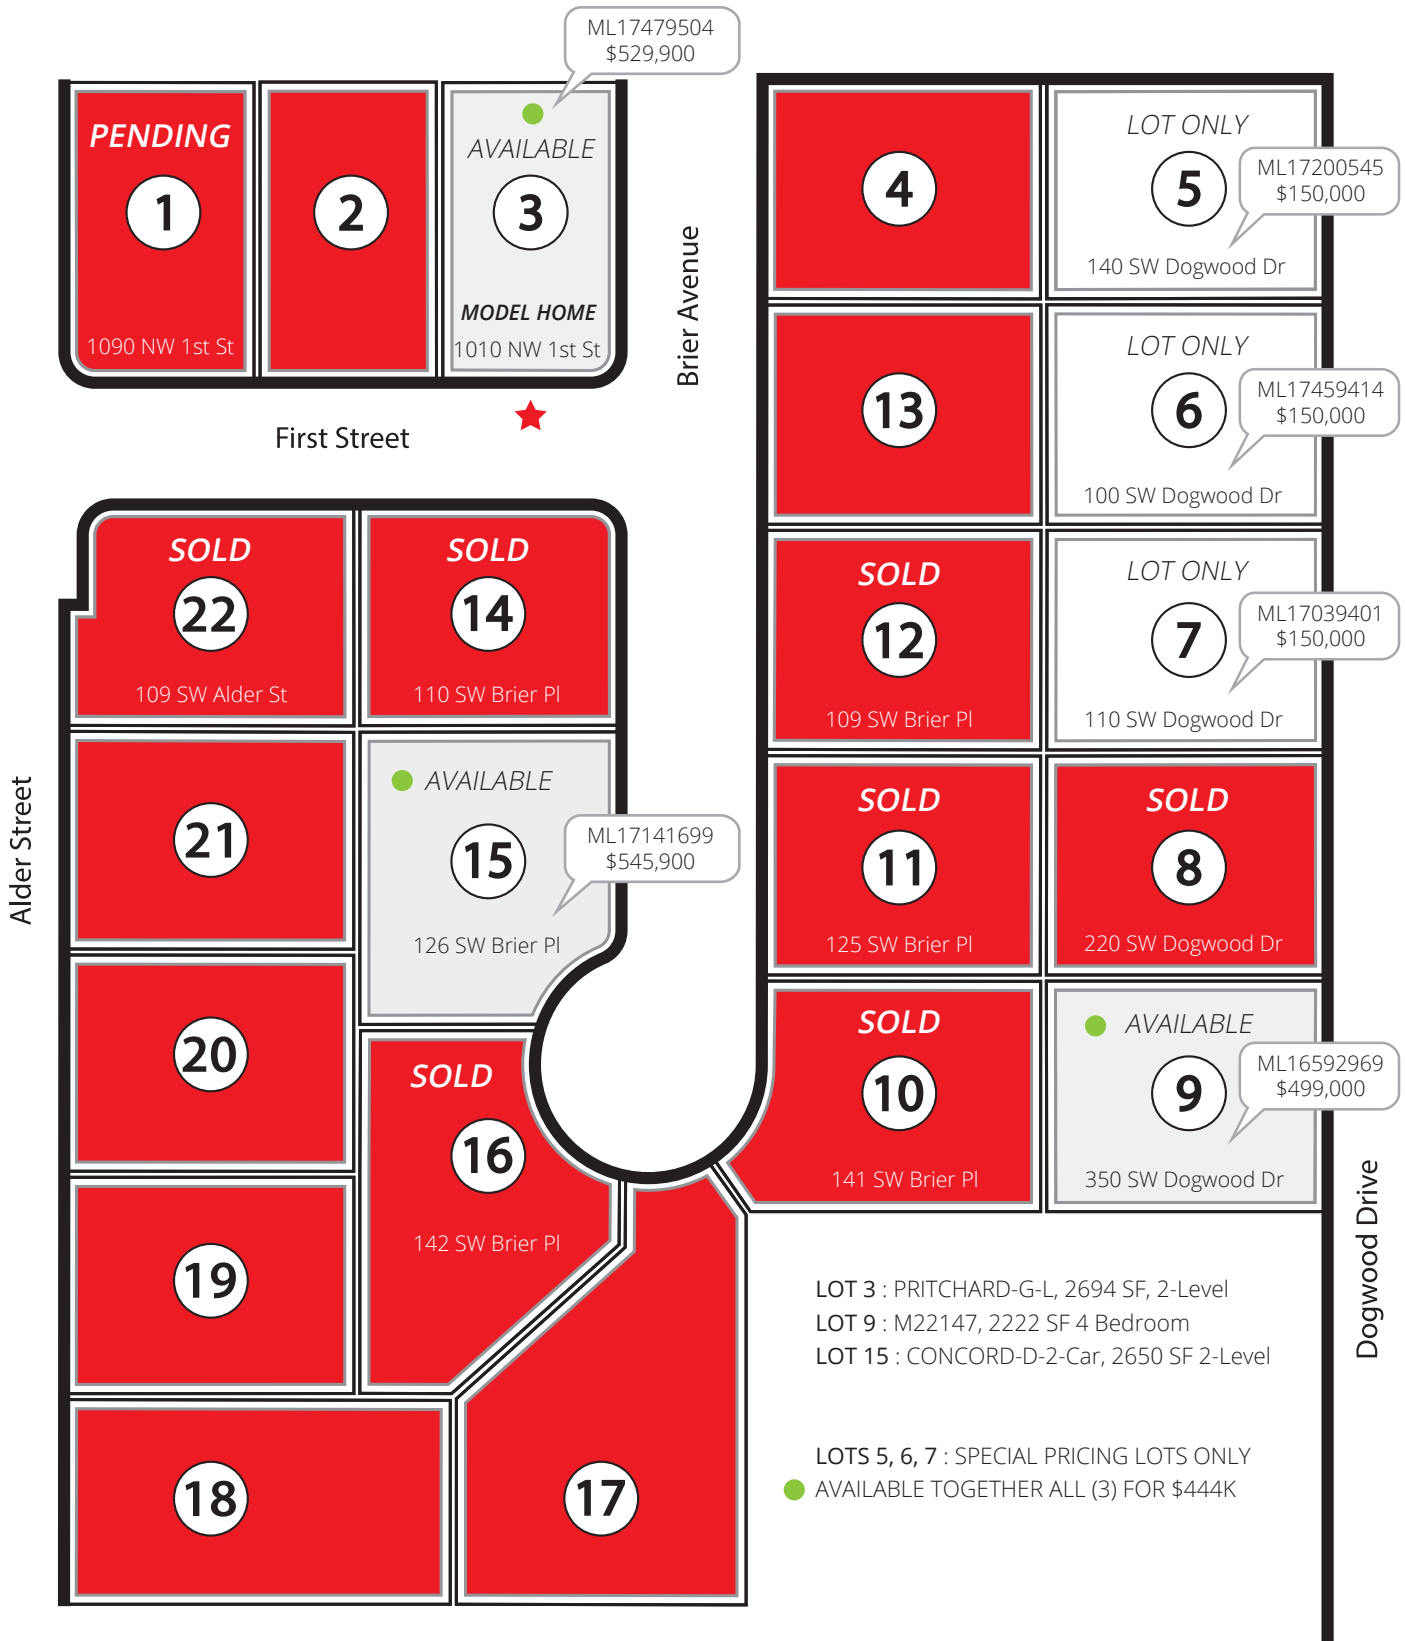 ML17479504
$529,900
PENDING
1
1090 NW 1st St
2
AVAILABLE
3
MODEL HOME
1010 NW 1st St
Brier Avenue
First Street
4
LOT ONLY
5
ML17200545
$150,000
140 SW Dogwood Dr
13
LOT ONLY
6
ML17459414
$150,000
100 SW Dogwood Dr
SOLD
12
109 SW Brier Pl
LOT ONLY
7
ML17039401
$150,000
110 SW Dogwood Dr
SOLD
11
125 SW Brier Pl
SOLD
8
220 SW Dogwood Dr
SOLD
10
141 SW Brier Pl
AVAILABLE
9
ML16592969
$499,000
350 SW Dogwood Dr
Dogwood Drive
SOLD
22
109 SW Alder St
SOLD
14
110 SW Brier Pl
Alder Street
21
AVAILABLE
15
ML17141699
$545,900
126 SW Brier Pl
20
SOLD
16
142 SW Brier Pl
19
18
17
LOT 3 : PRITCHARD-G-L, 2694 SF, 2-Level
LOT 9 : M22147, 2222 SF 4 Bedroom
LOT 15 : CONCORD-D-2-Car, 2650 SF 2-Level
LOTS 5, 6, 7 : SPECIAL PRICING LOTS ONLY
AVAILABLE TOGETHER ALL (3) FOR $444K